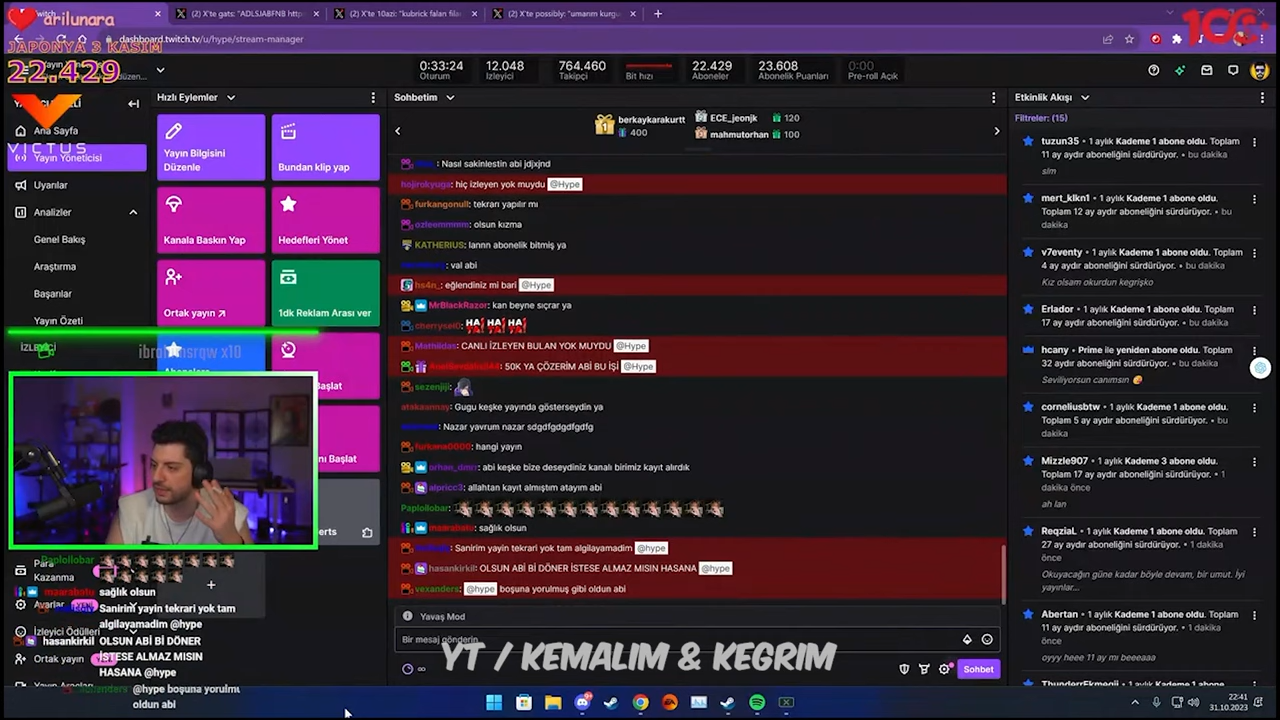 arilunara
JAPONYA 3 KASIM
22.429
VICTUS
(2) X'te gats: "ADLSJABFNB http
(2) X'te 10azi: "kubrick falan filan
(2) X'te possibly: "umarım kurgu
dashboard.twitch.tv/u/hype/stream-manager
0:33:24
Oturum
12.048
İzleyici
764.460
Takipçi
Bit hızı
22.429
Aboneler
23.608
Abonelik Puanları
0:00
Pre-roll Açık
Ana Sayfa
Yayın Yöneticisi
Uyarılar
Analizler
Genel Bakış
Araştırma
Başarılar
Yayın Özeti
Para
Kazanma
Ayarlar
İzleyici Ödülleri
Ortak yayın
Hızlı Eylemler
Yayın Bilgisini
Düzenle
Bundan klip yap
Kanala Baskın Yap
Hedefleri Yönet
Ortak yayın
1dk Reklam Arası ver
Sohbetim
berkaykarakurtt
400
ECE_jeonjk 120
mahmutorhan 100
Nasıl sakinlestin abi jdjxjnd
hojirokyuga: hiç izleyen yok muydu @Hype
furkangonull: tekrarı yapılır mı
ozleemmmm: olsun kızma
KATHERIUS: lannn abonelik bitmiş ya
val abi
hs4n_: eğlendiniz mi bari @Hype
MrBlackRazor: kan beyne sıçrar ya
cherrysei0: HA! HA! HA!
CANLI İZLEYEN BULAN YOK MUYDU @Hype
50K YA ÇÖZERİM ABİ BU İŞİ @Hype
sezenjiji:
atakaannay: Gugu keşke yayında gösterseydin ya
Nazar yavrum nazar sdgfdgdgfdgfg
furkwna0000: hangi yayın
orhan_dmrr: abi keşke bize deseydiniz kanalı birimiz kayıt alırdık
alpricc3: allahtan kayıt almıştım atayım abi
Paplollobar:
sağlık olsun
Sanirim yayin tekrari yok tam algilayamadim @hype
hasankirkil: OLSUN ABİ Bİ DÖNER İSTESE ALMAZ MISIN HASANA @hype
vexanders: @hype boşuna yorulmuş gibi oldun abi
Yavaş Mod
Bir mesaj gönderin
Sohbet
YT / KEMALIM & KEGRIM
Etkinlik Akışı
Filtreler: (15)
tuzun35 • 1 aylık Kademe 1 abone oldu. Toplam
11 ay aydır aboneliğini sürdürüyor. • bu dakika
slm
mert_klkn1 • 1 aylık Kademe 1 abone oldu.
Toplam 12 ay aydır aboneliğini sürdürüyor. • bu
dakika
v7eventy • 1 aylık Kademe 1 abone oldu. Toplam
4 ay aydır aboneliğini sürdürüyor. • bu dakika
Kız olsam okurdun kegrişko
Erlador • 1 aylık Kademe 1 abone oldu. Toplam
17 ay aydır aboneliğini sürdürüyor. • bu dakika
hcany • Prime ile yeniden abone oldu. Toplam
32 ay aydır aboneliğini sürdürüyor. • bu dakika
Seviliyorsun canımsın
corneliusbtw • 1 aylık Kademe 1 abone oldu.
Toplam 5 ay aydır aboneliğini sürdürüyor. • bu
dakika
Mizzle907 • 1 aylık Kademe 3 abone oldu.
Toplam 17 ay aydır aboneliğini sürdürüyor. • 1
dakika önce
ah lan
ReqziaL • 1 aylık Kademe 1 abone oldu. Toplam
27 ay aydır aboneliğini sürdürüyor. • 1 dakika
önce
Okuyacağın güne kadar böyle devam, bir umut. İyi
yayınlar...
Abertan • 1 aylık Kademe 1 abone oldu. Toplam
11 ay aydır aboneliğini sürdürüyor. • 1 dakika
önce
oyyy heee 11 ay mı beeeaaa
Paplollobar
sağlık olsun
Sanirim yayin tekrari yok tam
algilayamadim @hype
hasankirkil: OLSUN ABİ Bİ DÖNER
İSTESE ALMAZ MISIN
HASANA @hype
@hype boşuna yorulmuş
oldun abi
22:41
31.10.2023